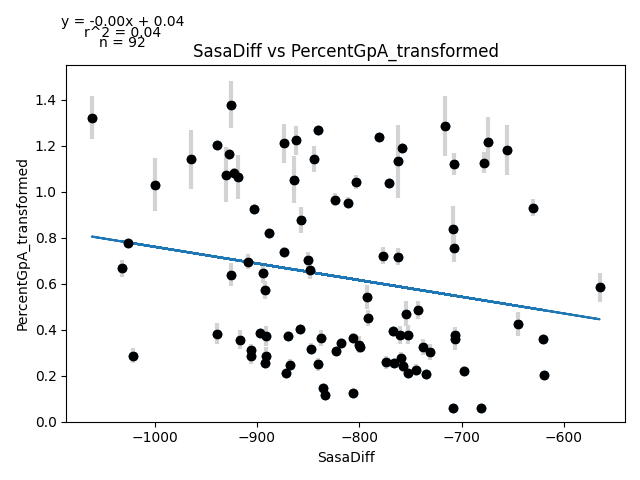 y = -0.00x + 0.04
r^2 = 0.04
n = 92
SasaDiff vs PercentGpA_transformed
PercentGpA_transformed
1.4
1.2
1.0
0.8
0.6
0.4
0.2
0.0
−1000
−900
−800
−700
−600
SasaDiff